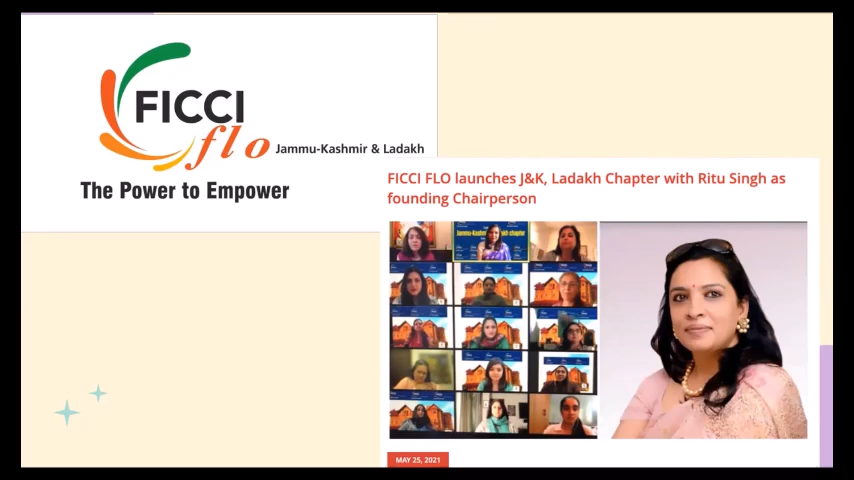 FICCI
flo
Jammu-Kashmir & Ladakh
The Power to Empower
FICCI FLO launches J&K, Ladakh Chapter with Ritu Singh as
founding Chairperson
MAY 25, 2021